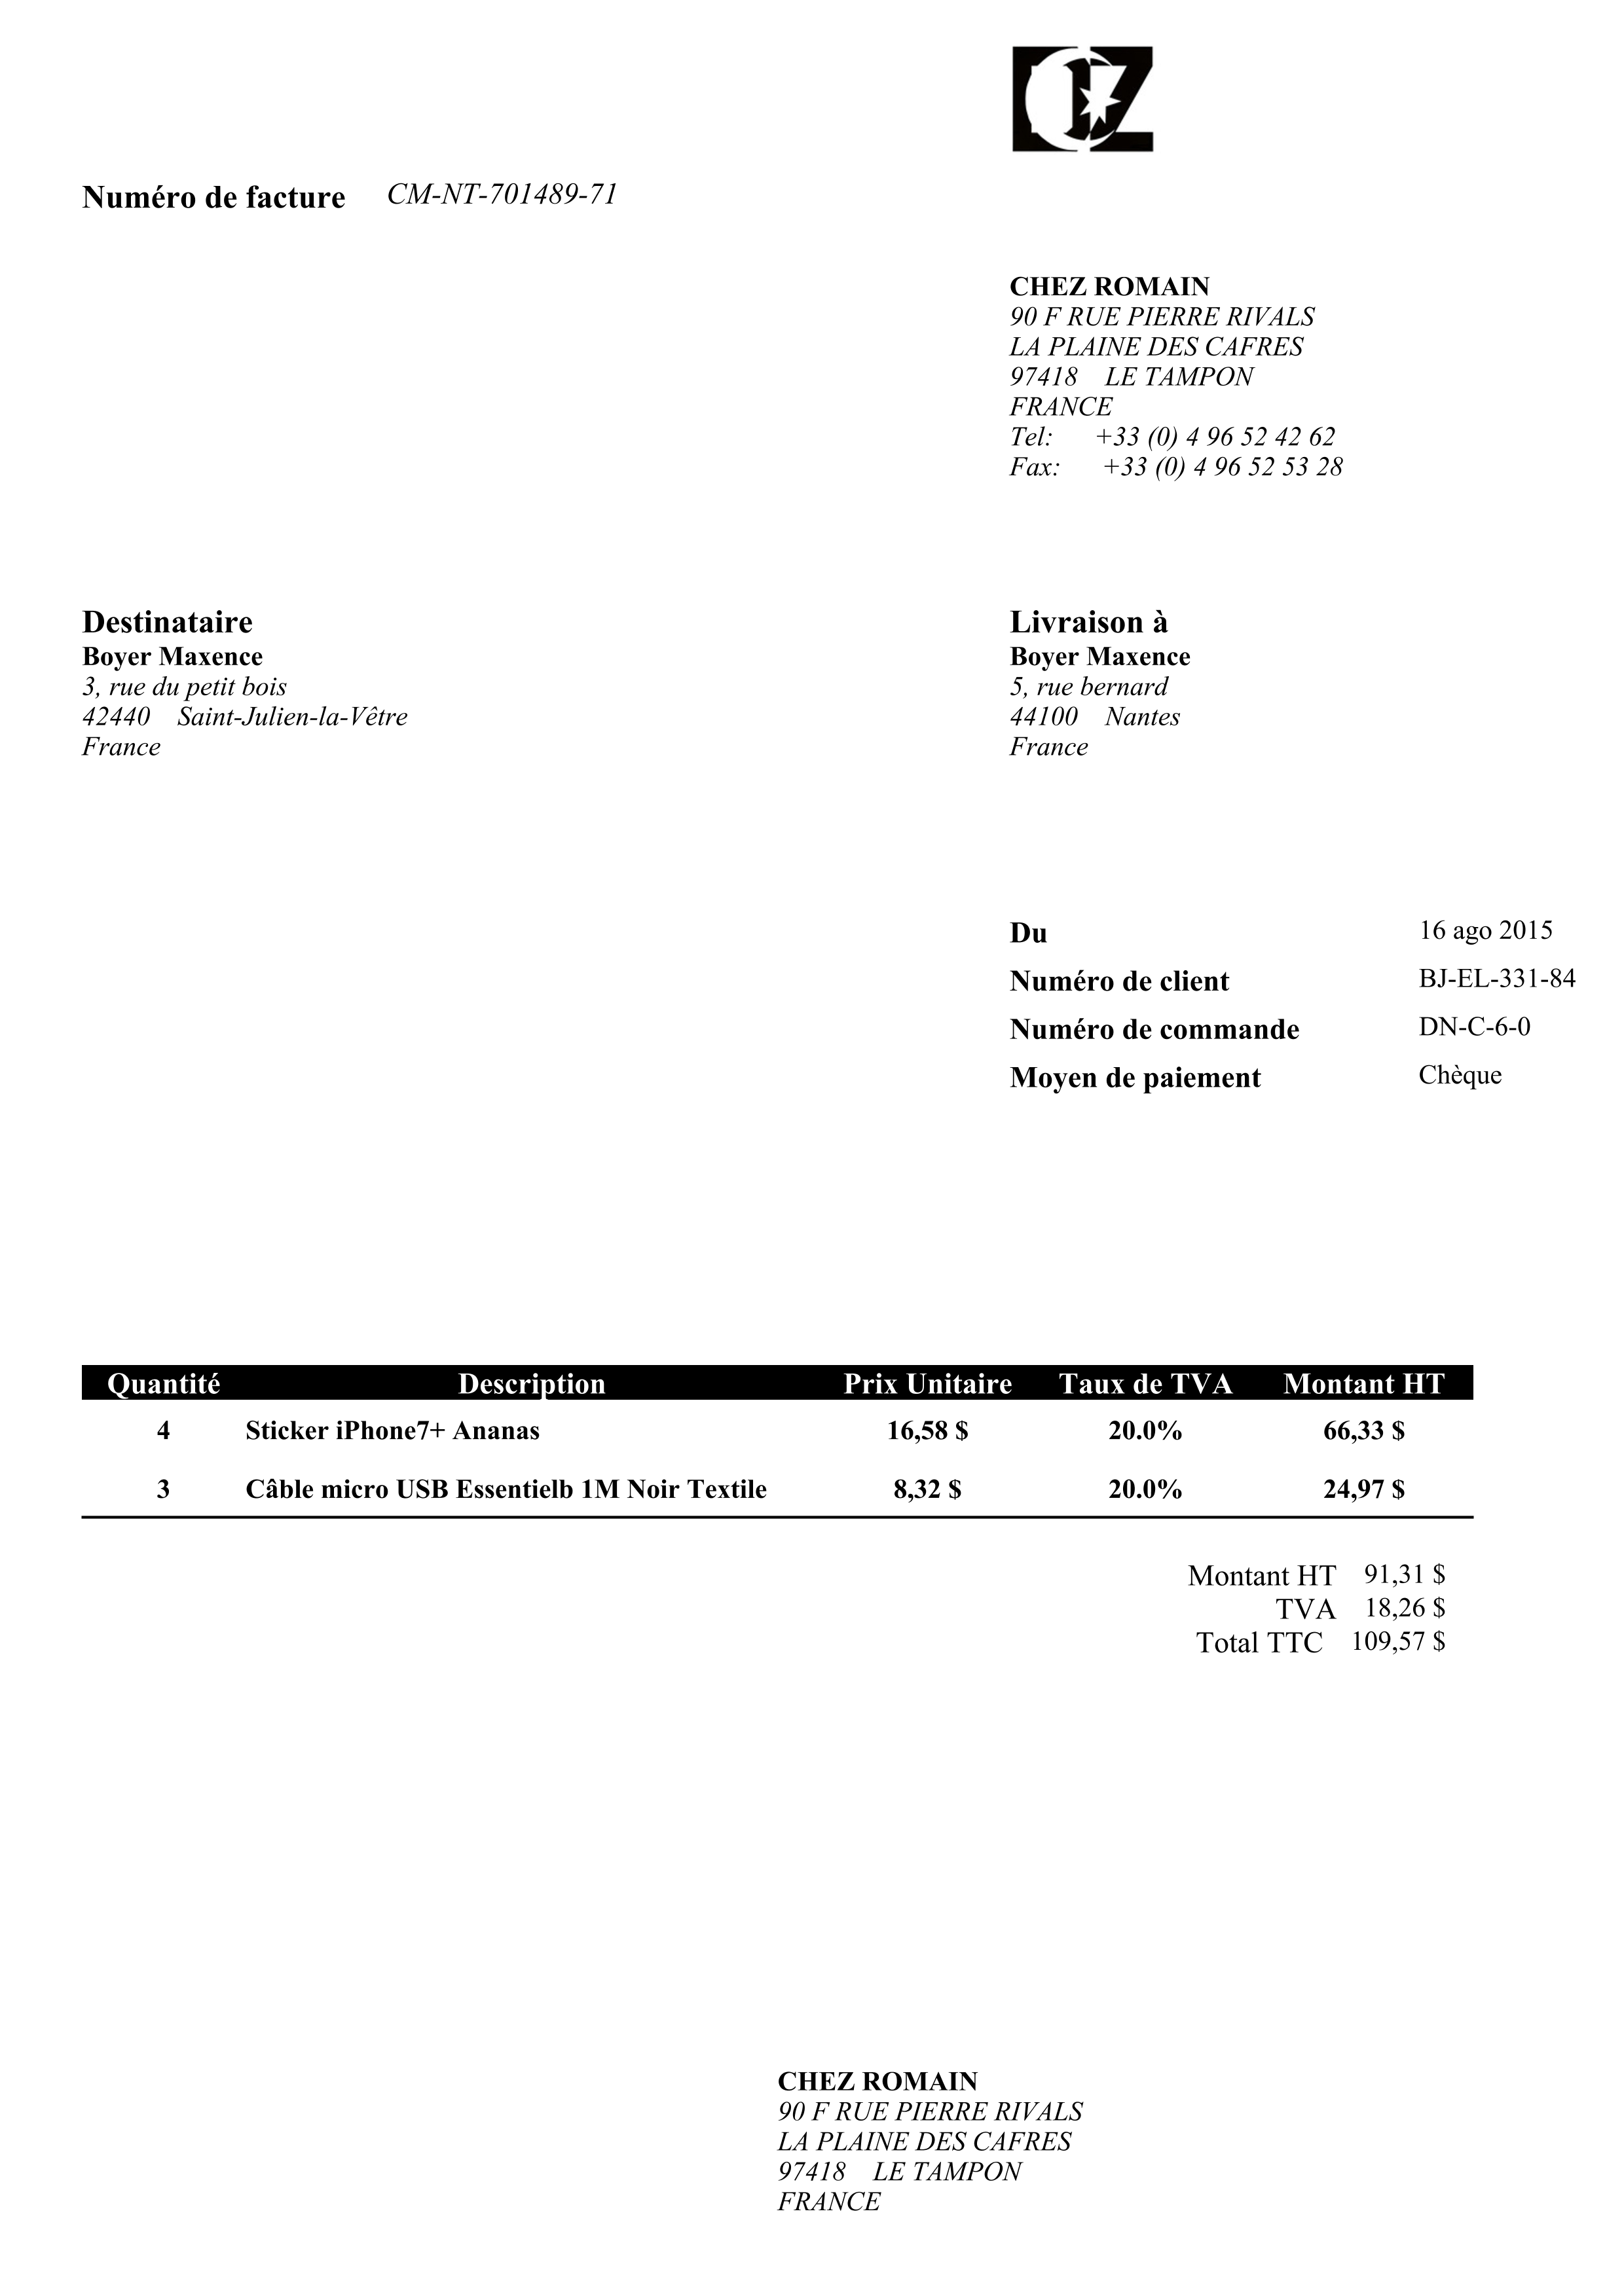 Numéro de facture CM-NT-701489-71
CHEZ ROMAIN
90 F RUE PIERRE RIVALS
LA PLAINE DES CAFRES
97418 LE TAMPON
FRANCE
Tel: +33 (0) 4 96 52 42 62
Fax: +33 (0) 4 96 52 53 28
Destinataire
Boyer Maxence
3, rue du petit bois
42440 Saint-Julien-la-Vêtre
France
Livraison à
Boyer Maxence
5, rue bernard
44100 Nantes
France
Du 16 ago 2015
Numéro de client BJ-EL-331-84
Numéro de commande DN-C-6-0
Moyen de paiement Chèque
Quantité Description Prix Unitaire Taux de TVA Montant HT
4 Sticker iPhone7+ Ananas 16,58 $ 20.0% 66,33 $
3 Câble micro USB Essentielb 1M Noir Textile 8,32 $ 20.0% 24,97 $
Montant HT 91,31 $
TVA 18,26 $
Total TTC 109,57 $
CHEZ ROMAIN
90 F RUE PIERRE RIVALS
LA PLAINE DES CAFRES
97418 LE TAMPON
FRANCE